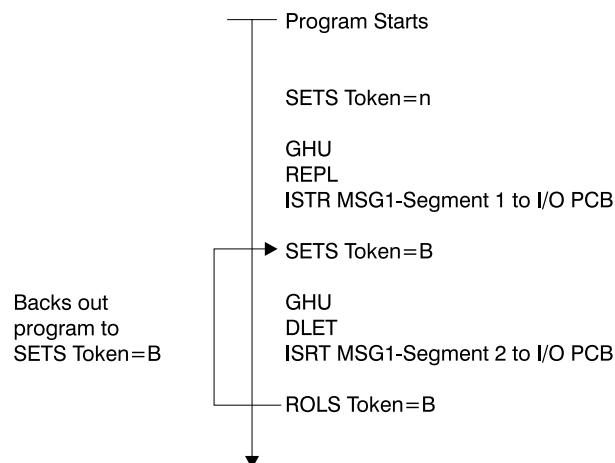 Program Starts
SETS Token=n
GHU
REPL
ISTR MSG1-Segment 1 to I/O PCB
SETS Token=B
Backs out
program to
SETS Token=B
GHU
DLET
ISRT MSG1-Segment 2 to I/O PCB
ROLS Token=B